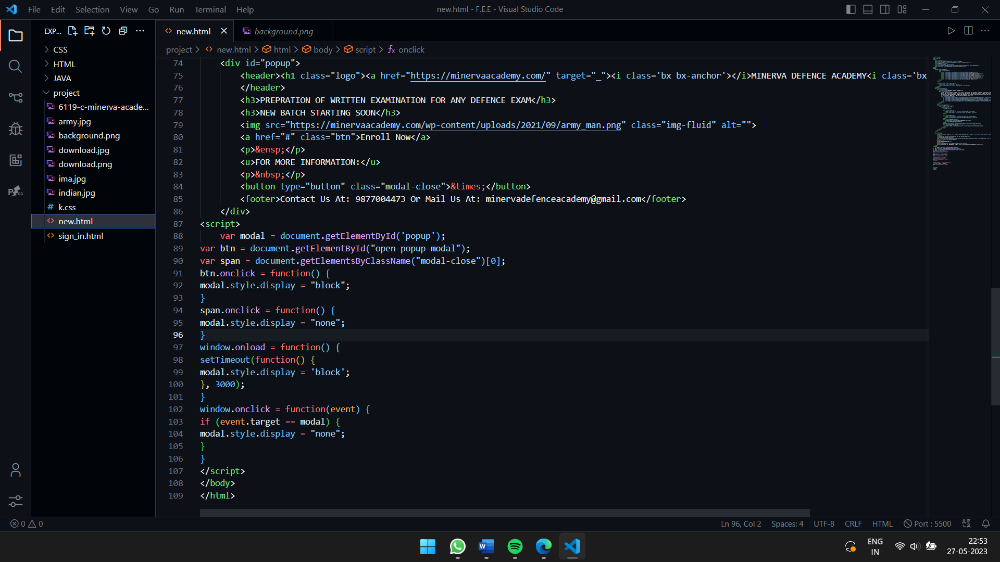 File Edit Selection View Go Run Terminal Help
new.html - F.E.E - Visual Studio Code
EXP...
CSS
HTML
JAVA
project
6119-c-minerva-acade...
army.jpg
background.png
download.jpg
download.png
ima.jpg
indian.jpg
k.css
new.html
sign_in.html
new.html background.png
project > new.html > html > body > script > onclick
74 <div id="popup">
75 <header><h1 class="logo"><a href="https://minervaacademy.com/" target="_"><i class='bx bx-anchor'></i>MINERVA DEFENCE ACADEMY<i class='bx
76 </header>
77 <h3>PREPRATION OF WRITTEN EXAMINATION FOR ANY DEFENCE EXAM</h3>
78 <h3>NEW BATCH STARTING SOON</h3>
79 <img src="https://minervaacademy.com/wp-content/uploads/2021/09/army_man.png" class="img-fluid" alt="">
80 <a href="#" class="btn">Enroll Now</a>
81 <p>&ensp;</p>
82 <u>FOR MORE INFORMATION:</u>
83 <p>&nbsp;</p>
84 <button type="button" class="modal-close">&times;</button>
85 <footer>Contact Us At: 9877004473 Or Mail Us At: minervadefenceacademy@gmail.com</footer>
86 </div>
87 <script>
88 var modal = document.getElementById('popup');
89 var btn = document.getElementById("open-popup-modal");
90 var span = document.getElementsByClassName("modal-close")[0];
91 btn.onclick = function() {
92 modal.style.display = "block";
93 }
94 span.onclick = function() {
95 modal.style.display = "none";
96 }
97 window.onload = function() {
98 setTimeout(function() {
99 modal.style.display = 'block';
100 }, 3000);
101 }
102 window.onclick = function(event) {
103 if (event.target == modal) {
104 modal.style.display = "none";
105 }
106 }
107 </script>
108 </body>
109 </html>
0 0
Ln 96, Col 2 Spaces: 4 UTF-8 CRLF HTML Port : 5500
ENG
IN
22:53
27-05-2023